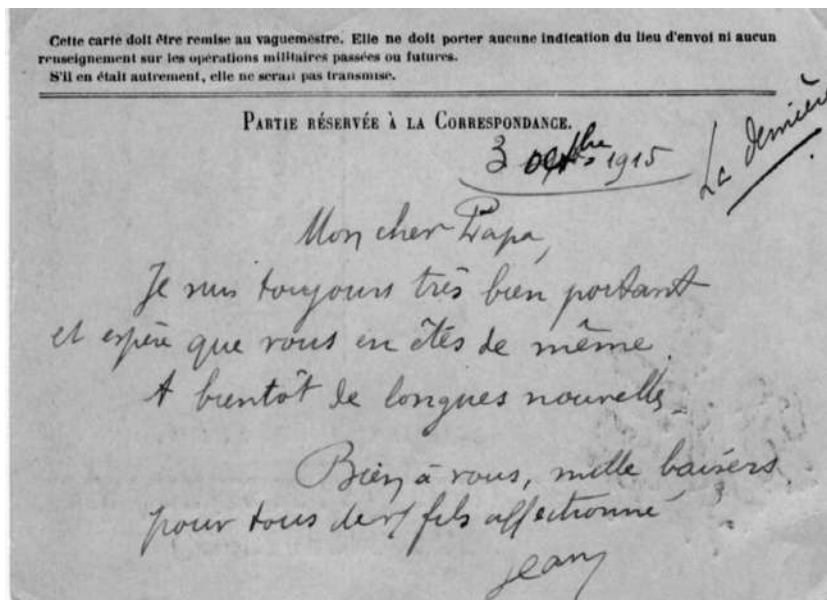 Cette carte doit être remise au vaguemestre. Elle ne doit porter aucune indication du lieu d'envoi ni aucun
renseignement sur les opérations militaires passées ou futures.
S'il en était autrement, elle ne serait pas transmise.
PARTIE RÉSERVÉE À LA CORRESPONDANCE.
3 octobre 1915
La dernière
Mon cher Papa,
Je suis toujours très bien portant
et espère que vous en êtes de même.
A bientôt de longues nouvelles.
Bien à vous, mille baisers
pour tous de fils affectionné
Jean